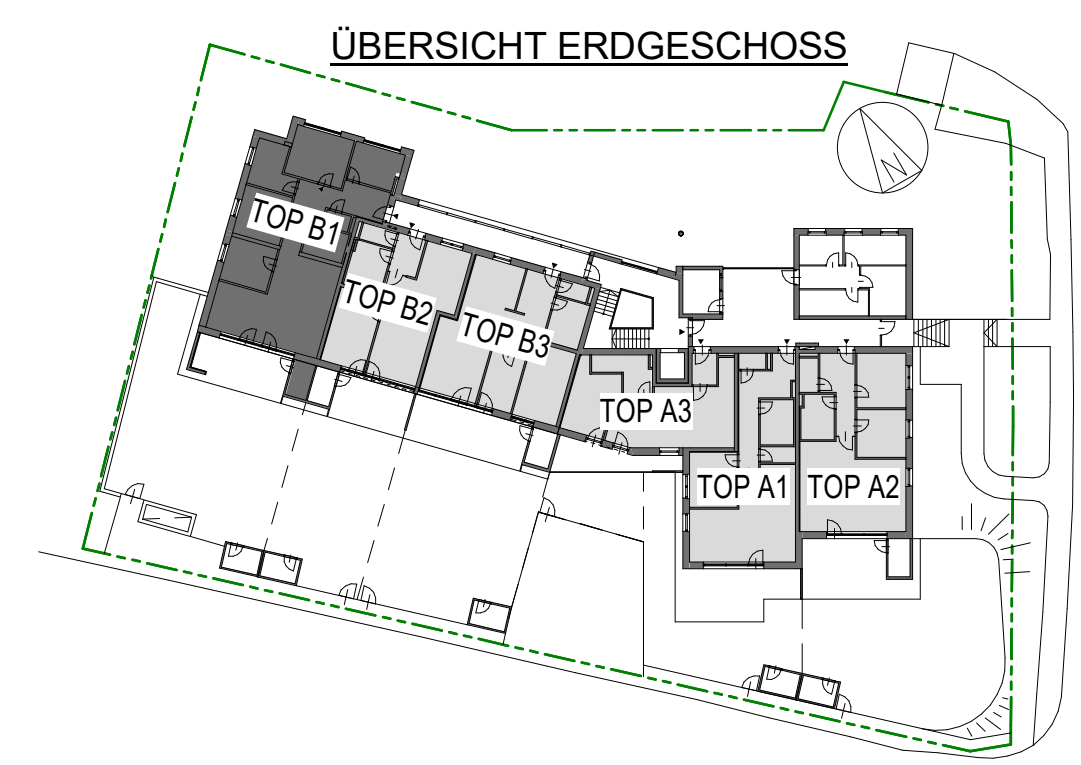 ÜBERSICHT ERDGESCHOSS
N
TOP B1
TOP B2
TOP B3
TOP A3
TOP A1
TOP A2